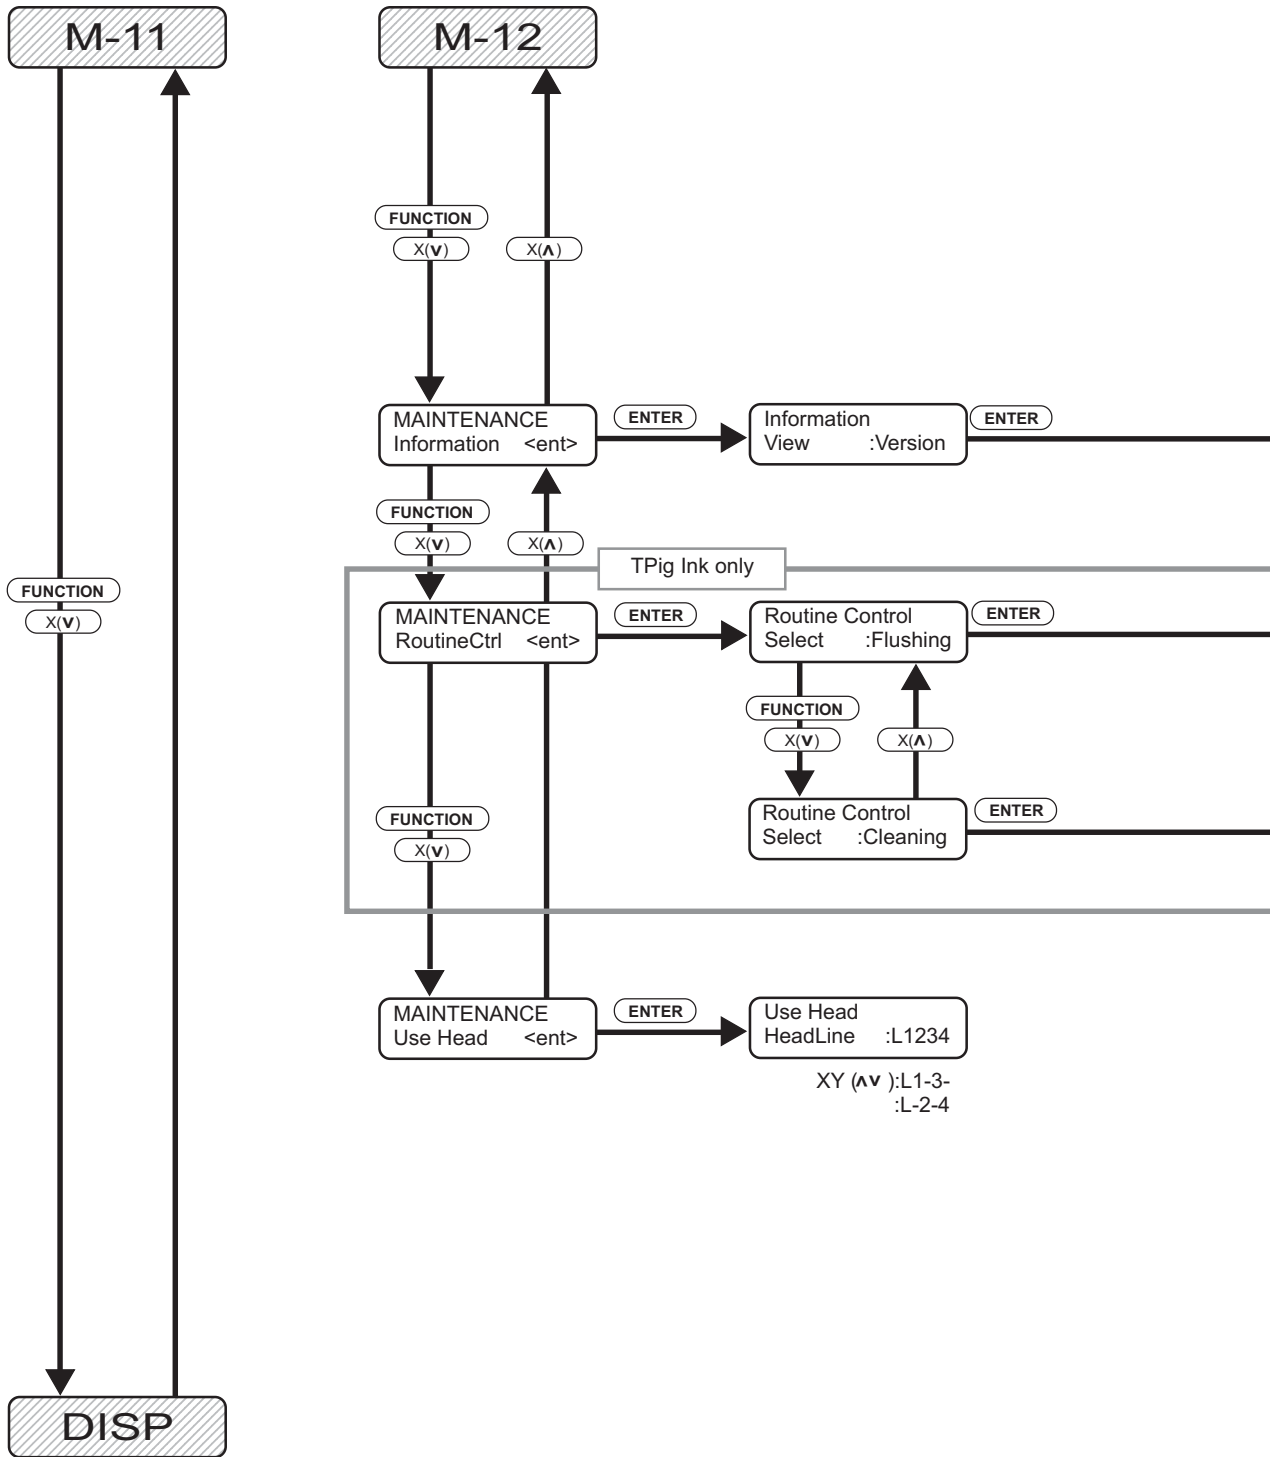 M-11
M-12
FUNCTION
X(∨)
X(∧)
MAINTENANCE
Information <ent>
ENTER
Information
View :Version
ENTER
FUNCTION
X(∨)
X(∧)
TPig Ink only
FUNCTION
X(∨)
MAINTENANCE
RoutineCtrl <ent>
ENTER
Routine Control
Select :Flushing
ENTER
FUNCTION
X(∨)
X(∧)
Routine Control
Select :Cleaning
ENTER
FUNCTION
X(∨)
MAINTENANCE
Use Head <ent>
ENTER
Use Head
HeadLine :L1234
XY (∧∨ ):L1-3-
:L-2-4
DISP